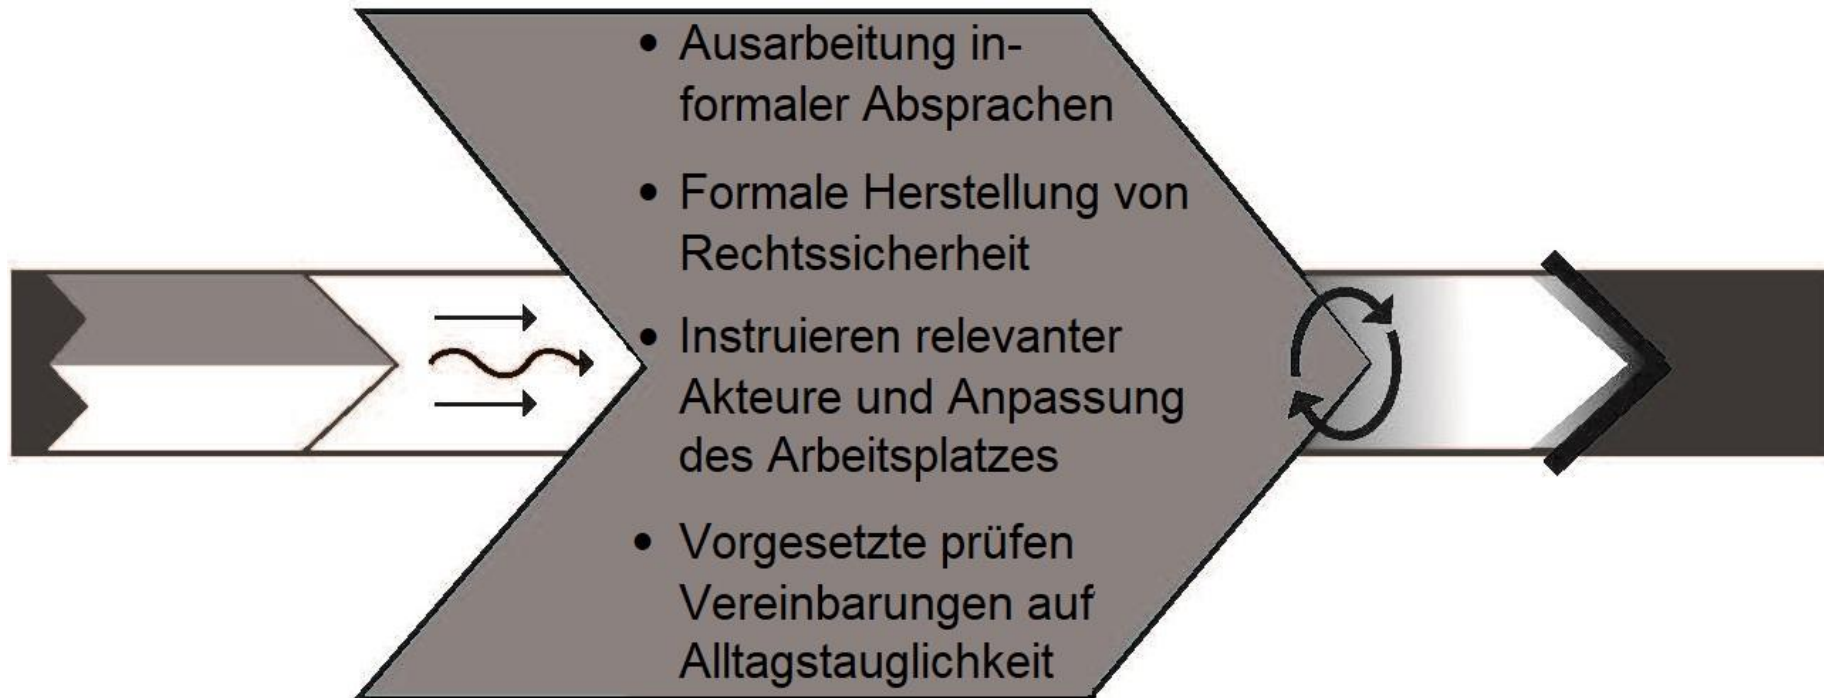 • Ausarbeitung in-
formaler Absprachen
• Formale Herstellung von
Rechtssicherheit
• Instruieren relevanter
Akteure und Anpassung
des Arbeitsplatzes
• Vorgesetzte prüfen
Vereinbarungen auf
Alltagstauglichkeit